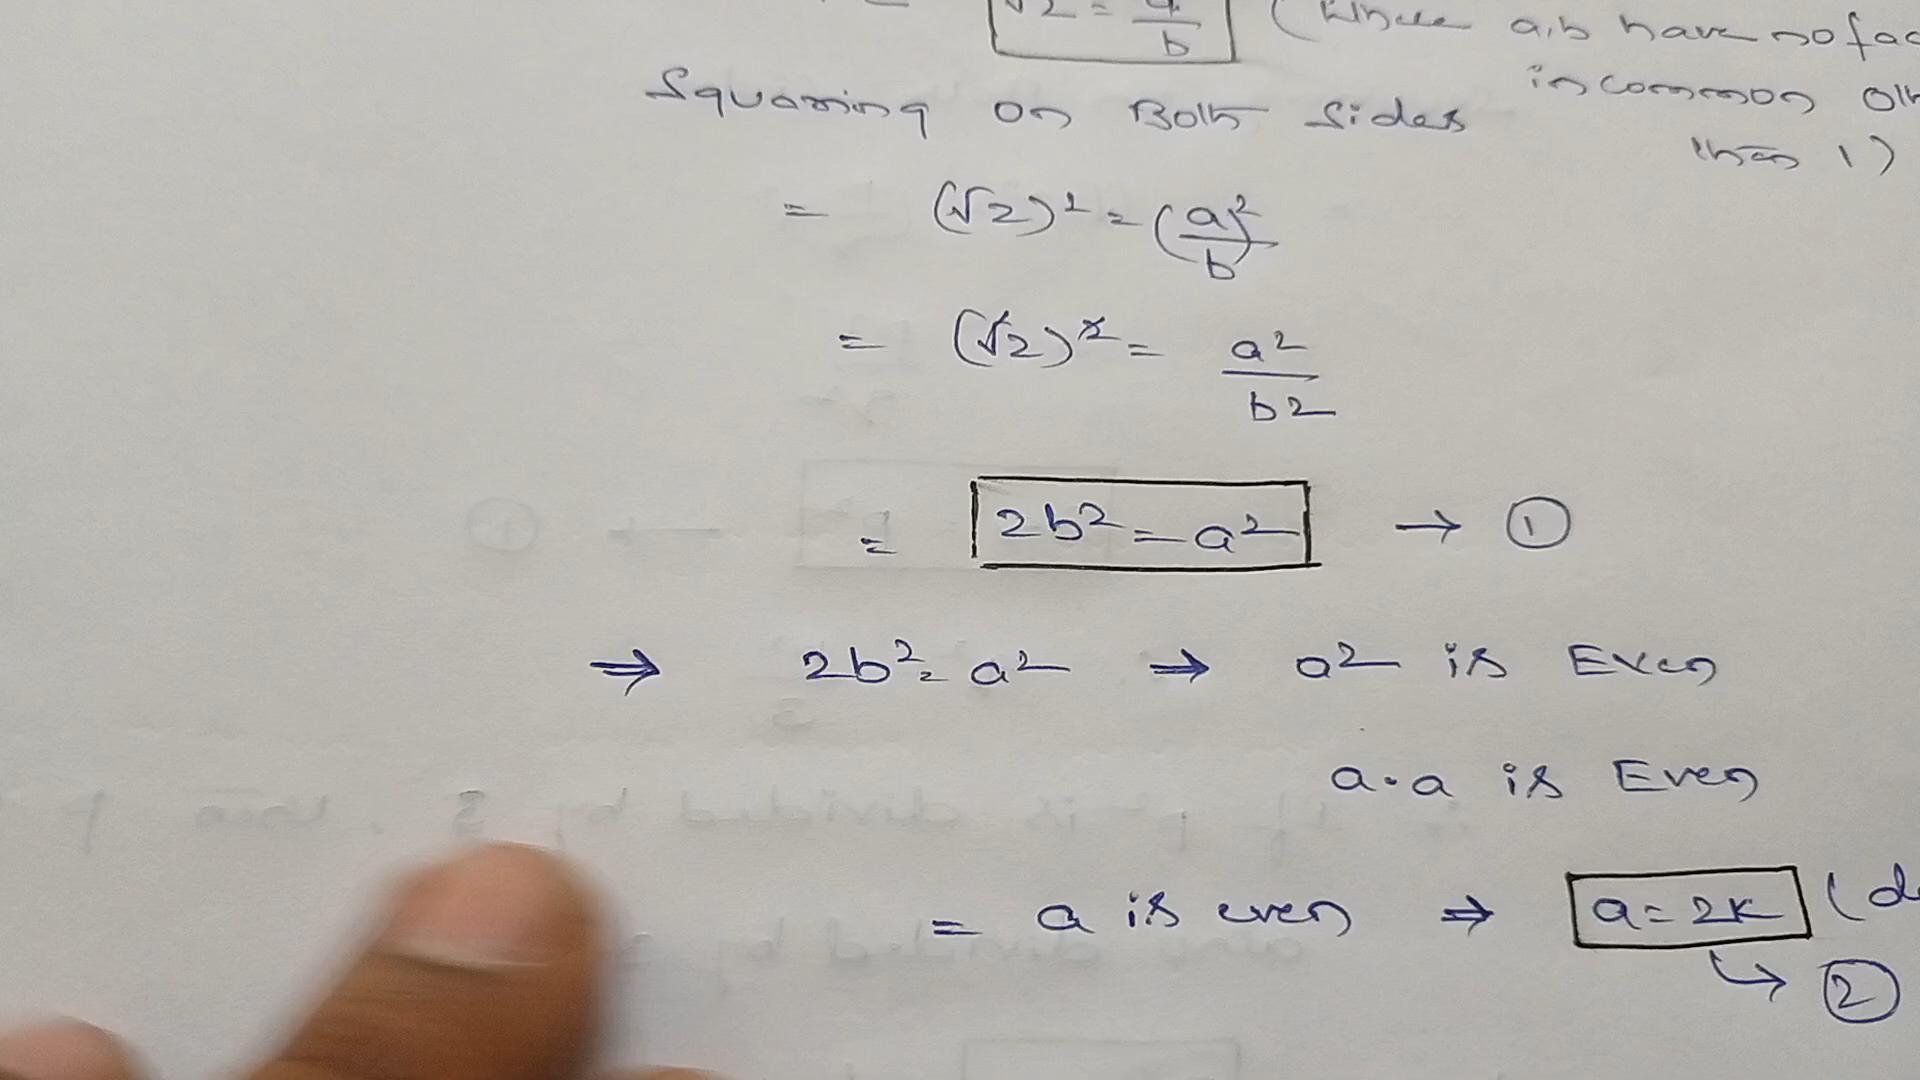 √2 = a/b (where a,b have no fac
in common oth
than 1)
Squaring on Both Sides
= (√2)² = (a/b)²
= (√2)² = a²/b²
= 2b² = a² → ①
⇒ 2b² = a² ⇒ a² is Even
a.a is Even
= a is even ⇒ a = 2k (d
↳ ②